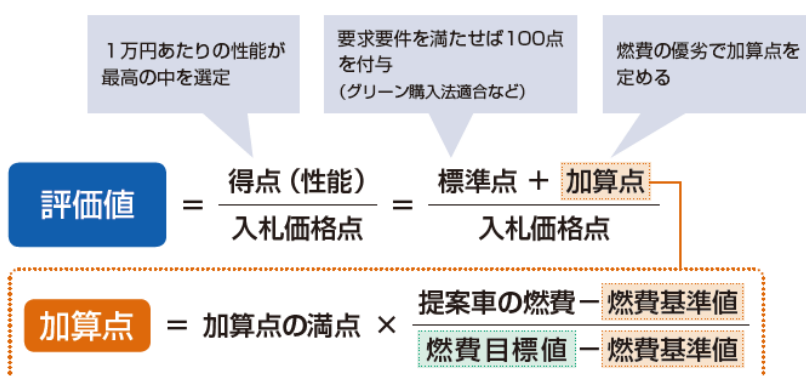 １万円あたりの性能が
最高の中を選定
要求要件を満たせば100点
を付与
（グリーン購入法適合など）
燃費の優劣で加算点を
定める
評価値 = 得点（性能） / 入札価格点 = 標準点 + 加算点 / 入札価格点
加算点 = 加算点の満点 × 提案車の燃費－燃費基準値 / 燃費目標値－燃費基準値